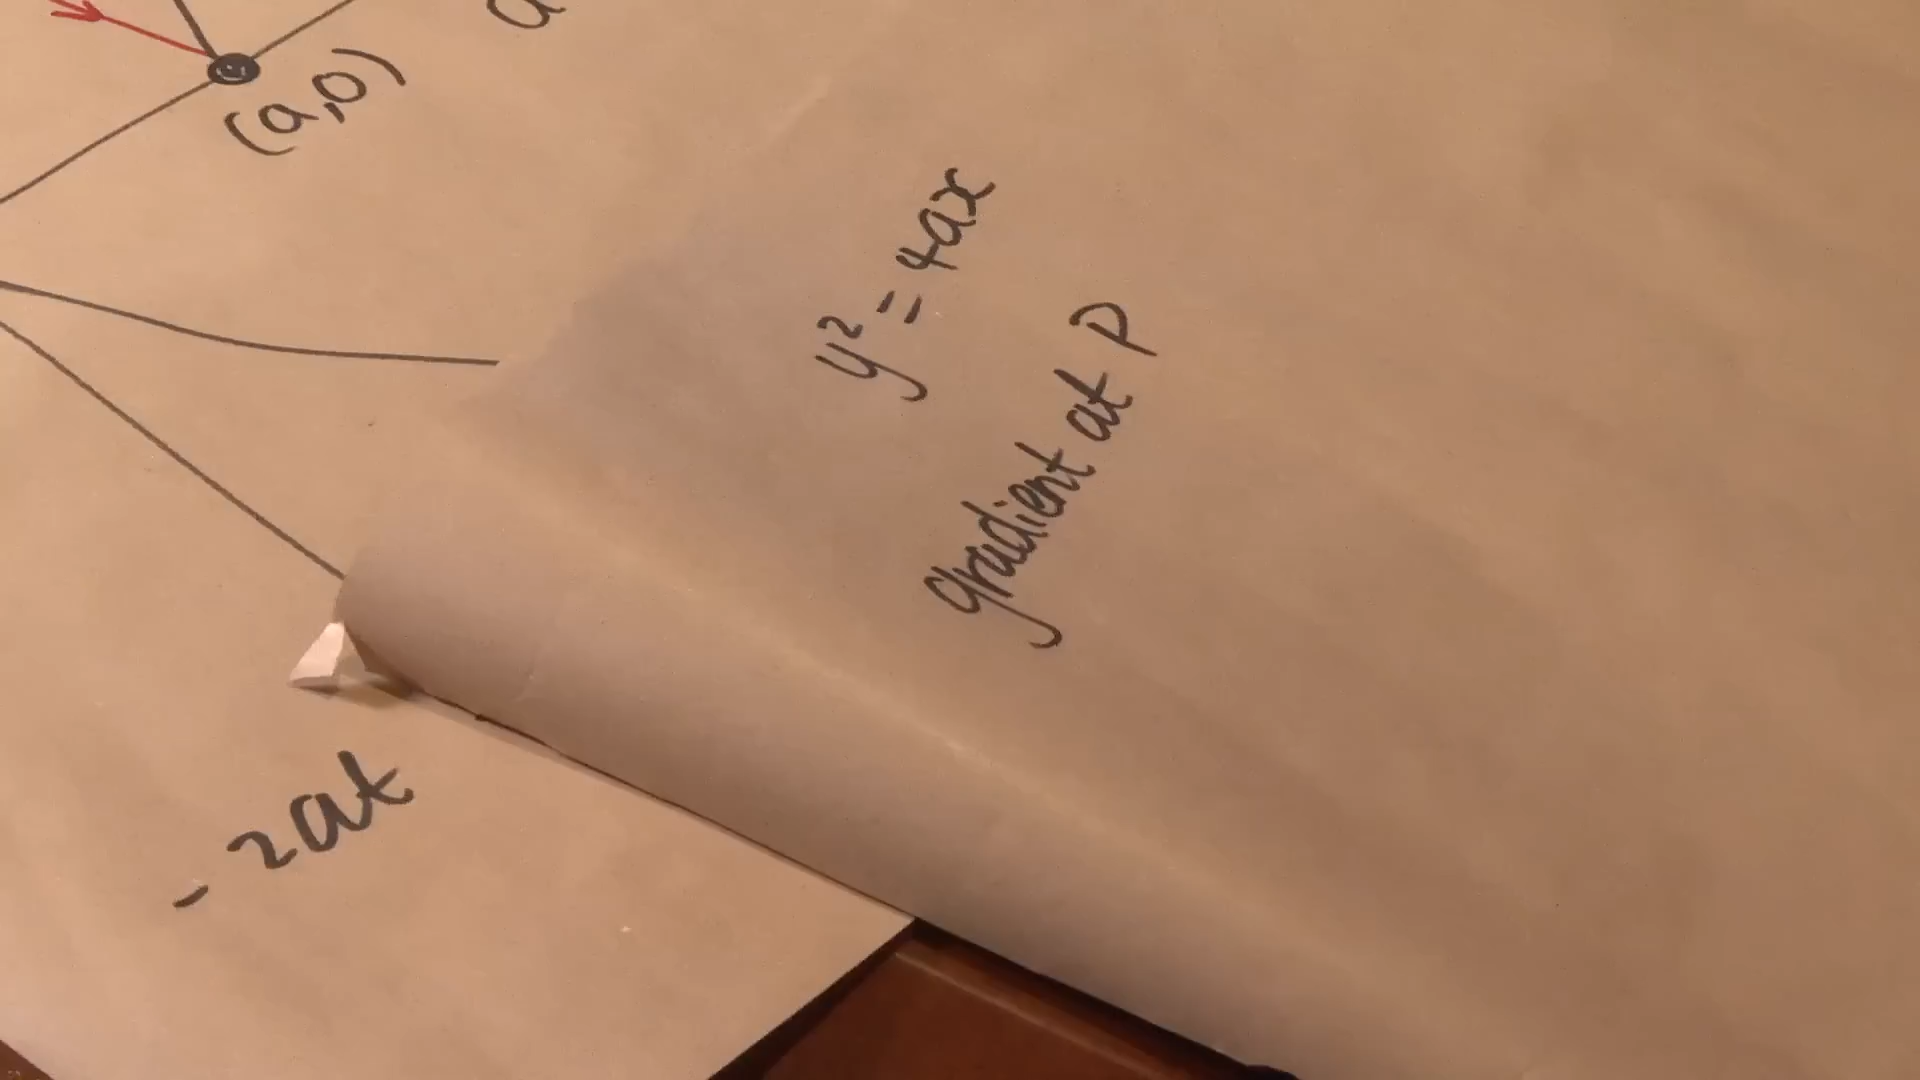 (a,0)
a
y² = 4ax
gradient at P
- 2at